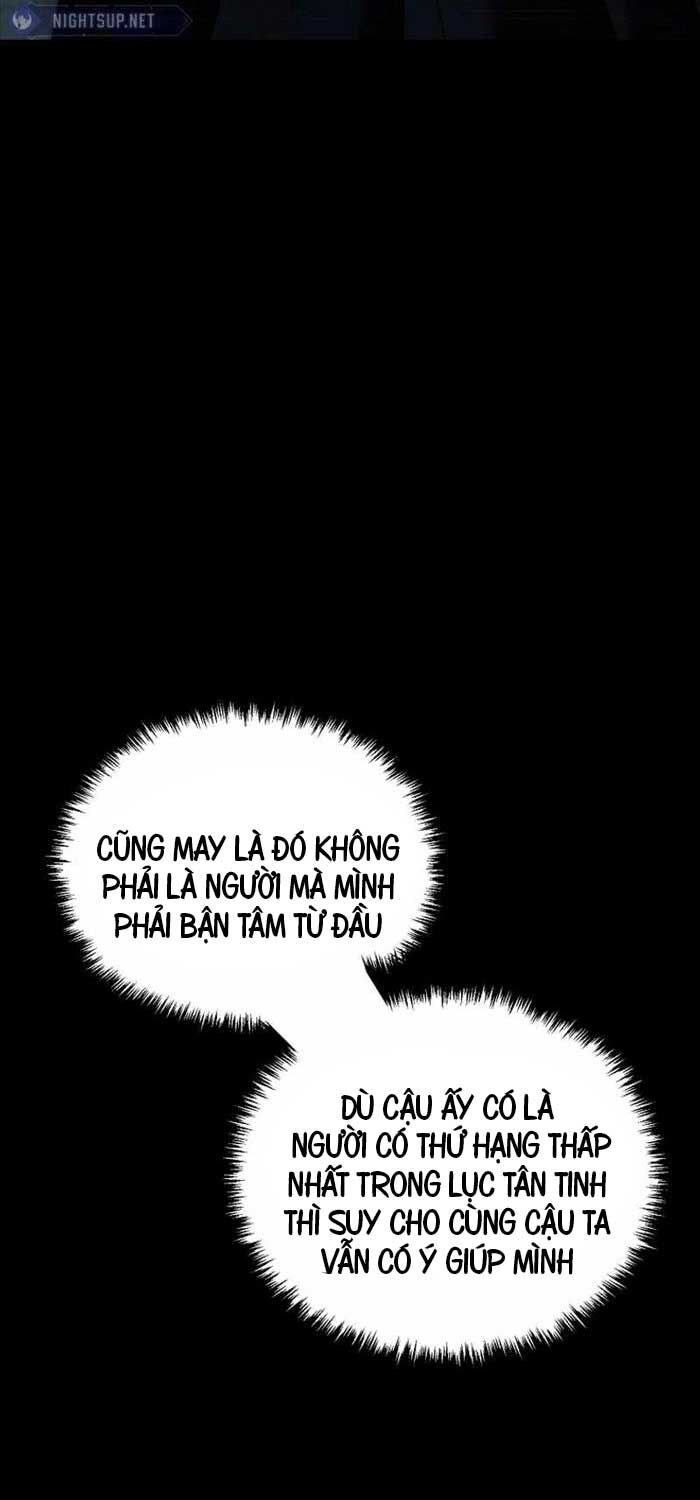 NIGHTSUP.NET
CŨNG MAY LÀ ĐÓ KHÔNG
PHẢI LÀ NGƯỜI MÀ MÌNH
PHẢI BẬN TÂM TỪ ĐẦU
DÙ CẬU ẤY CÓ LÀ
NGƯỜI CÓ THỨ HẠNG THẤP
NHẤT TRONG LỤC TÂN TINH
THÌ SUY CHO CÙNG CẬU TA
VẪN CÓ Ý GIÚP MÌNH